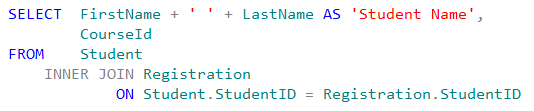 SELECT FirstName + ' ' + LastName AS 'Student Name',
CourseId
FROM Student
INNER JOIN Registration
ON Student.StudentID = Registration.StudentID